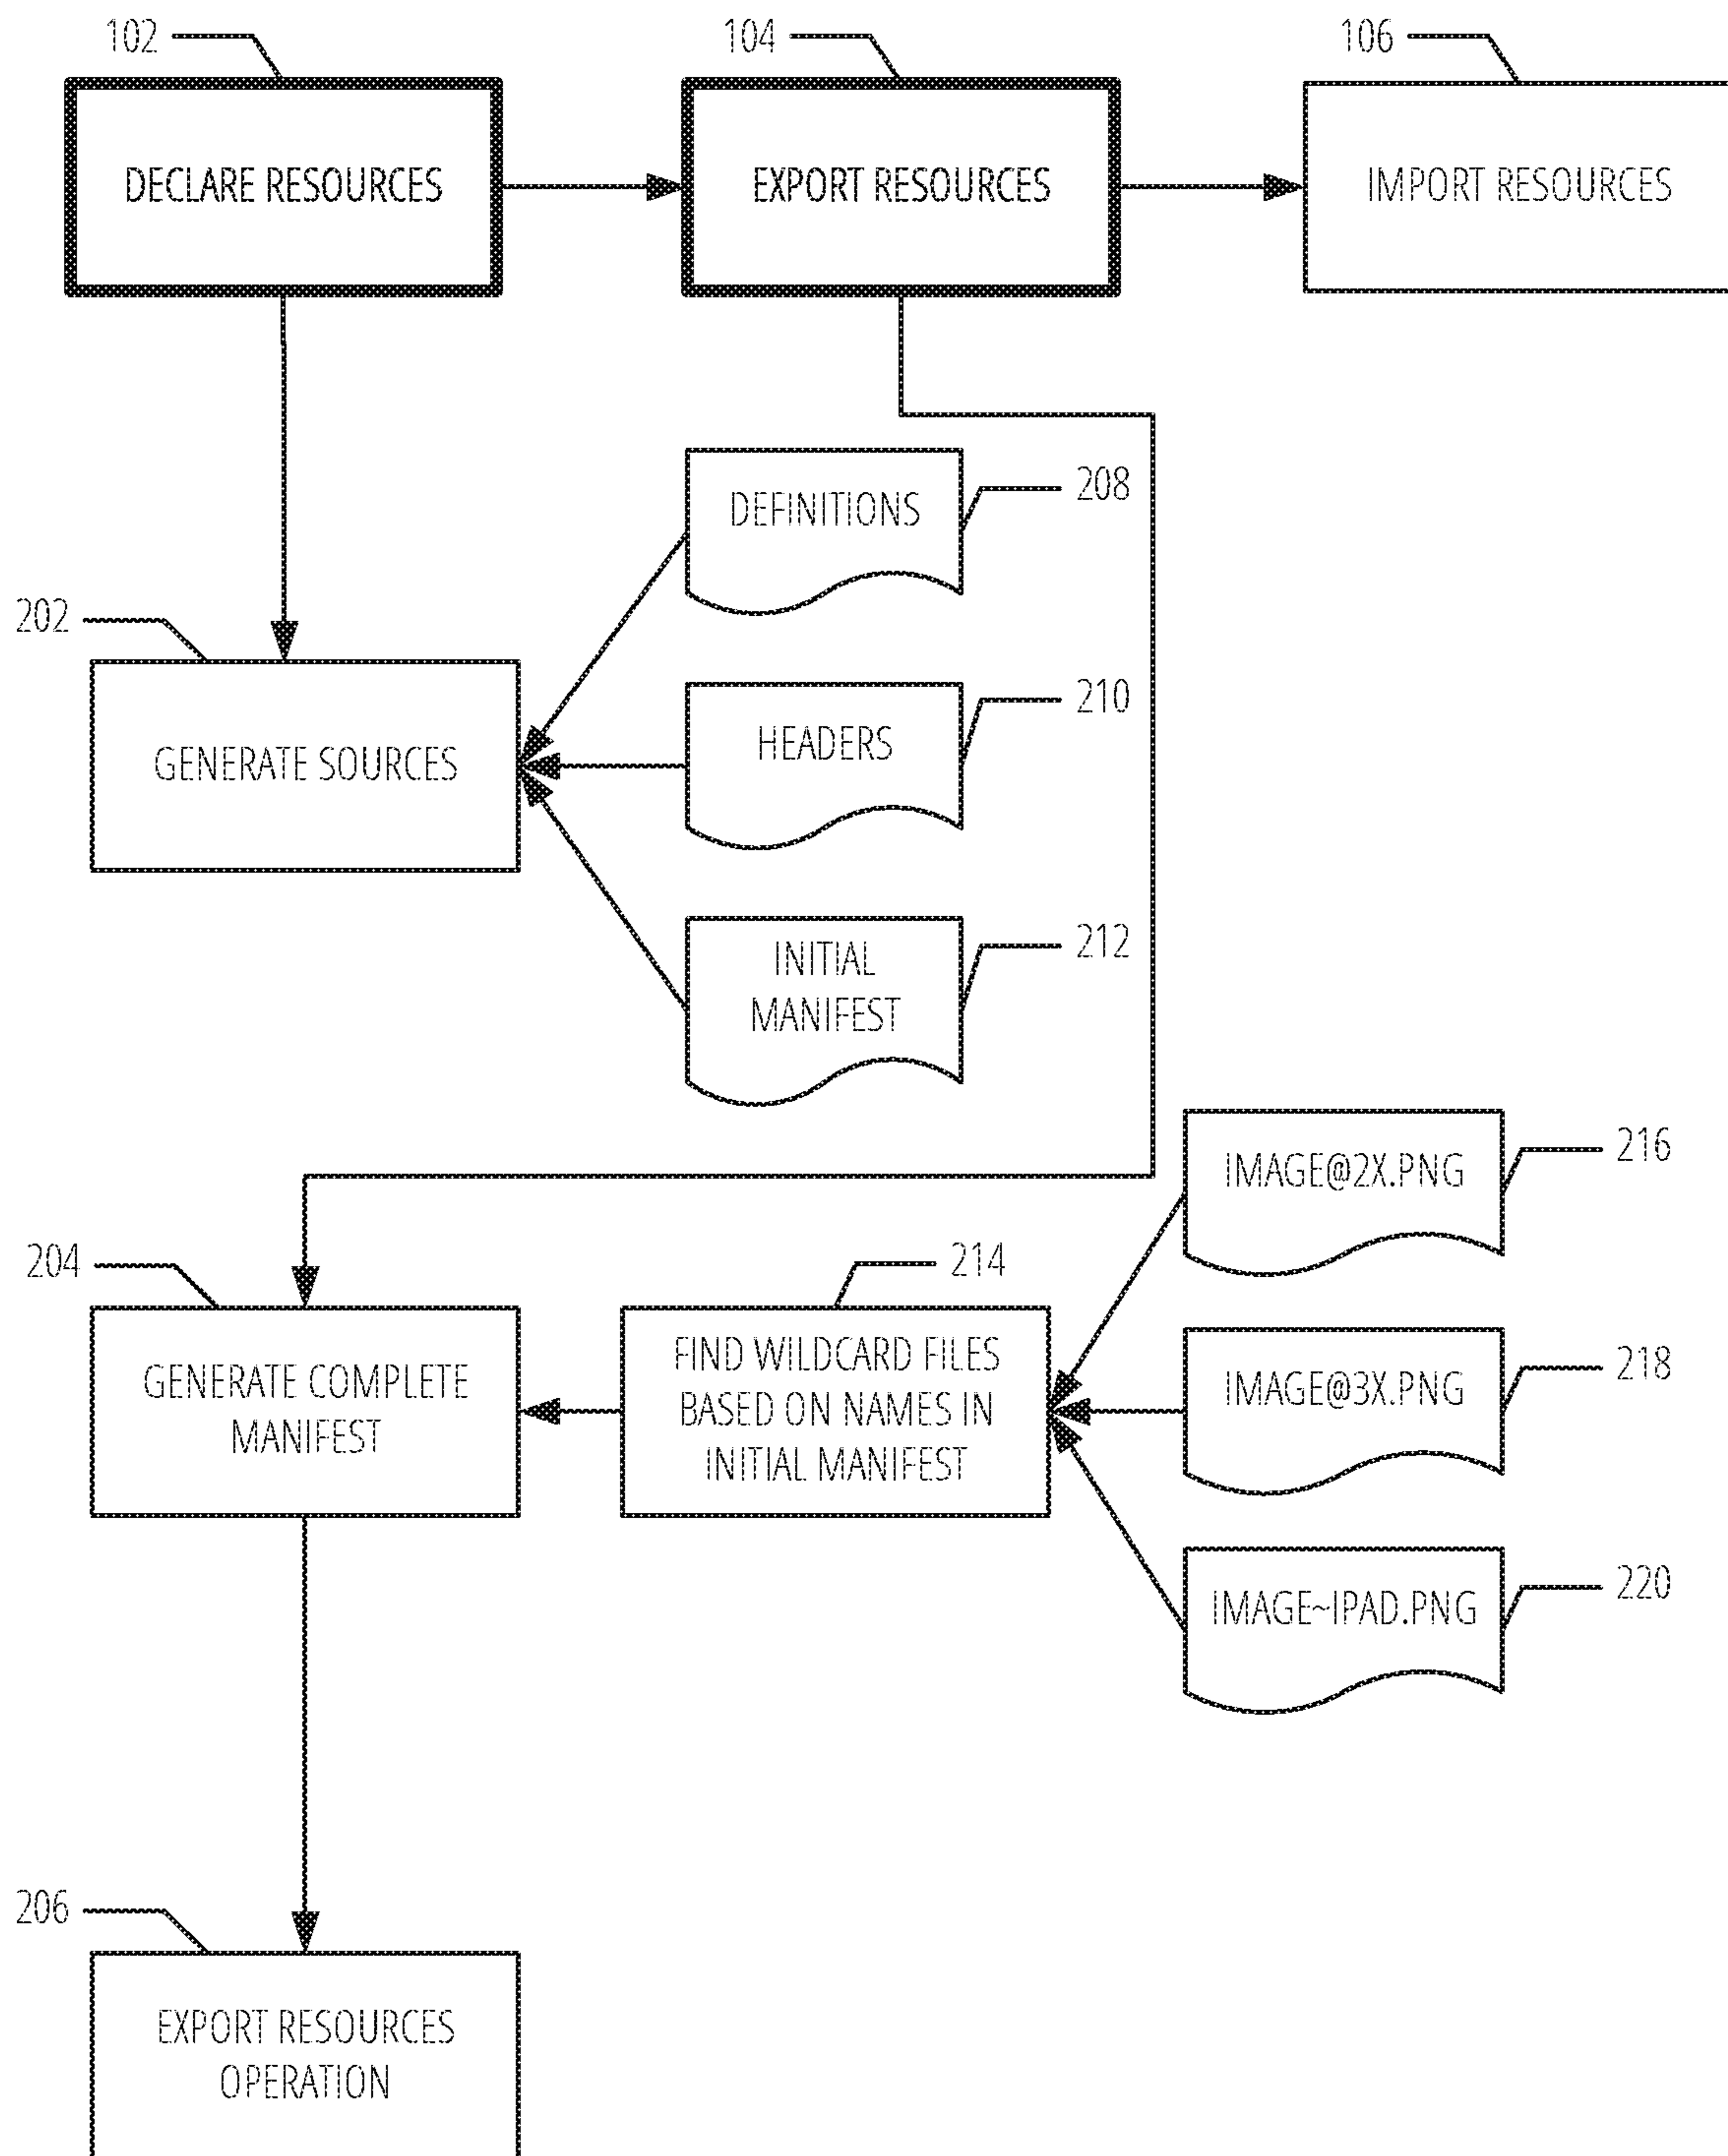 102
104
106
DECLARE RESOURCES
EXPORT RESOURCES
IMPORT RESOURCES
DEFINITIONS
208
202
GENERATE SOURCES
HEADERS
210
INITIAL
MANIFEST
212
IMAGE@2X.PNG
216
204
GENERATE COMPLETE
MANIFEST
214
FIND WILDCARD FILES
BASED ON NAMES IN
INITIAL MANIFEST
IMAGE@3X.PNG
218
IMAGE~IPAD.PNG
220
206
EXPORT RESOURCES
OPERATION